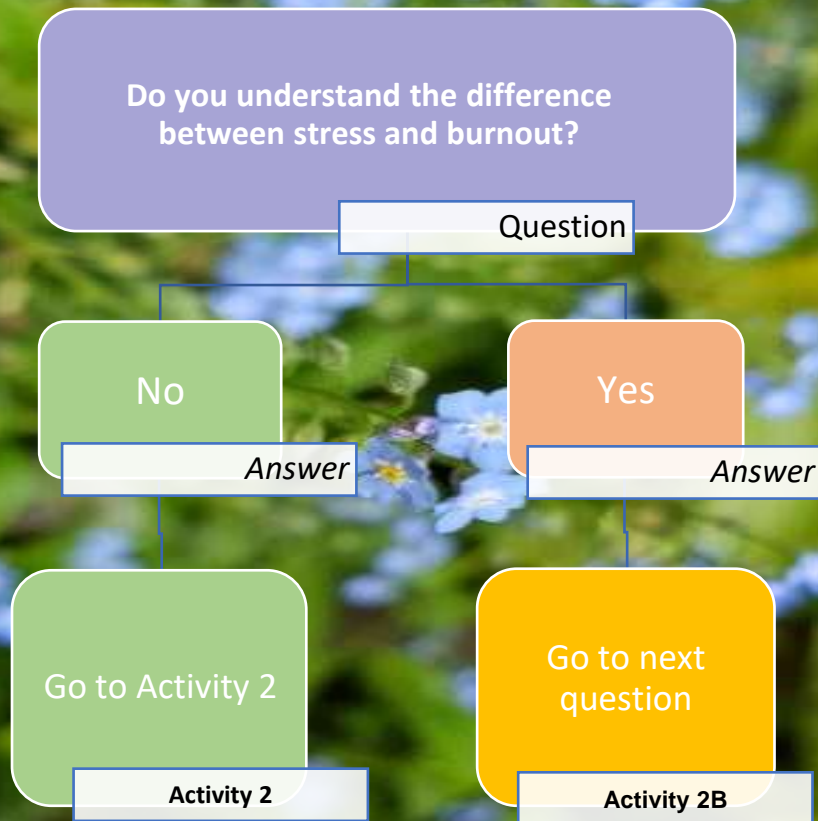 Do you understand the difference
between stress and burnout?
Question
No
Answer
Yes
Answer
Go to Activity 2
Activity 2
Go to next
question
Activity 2B